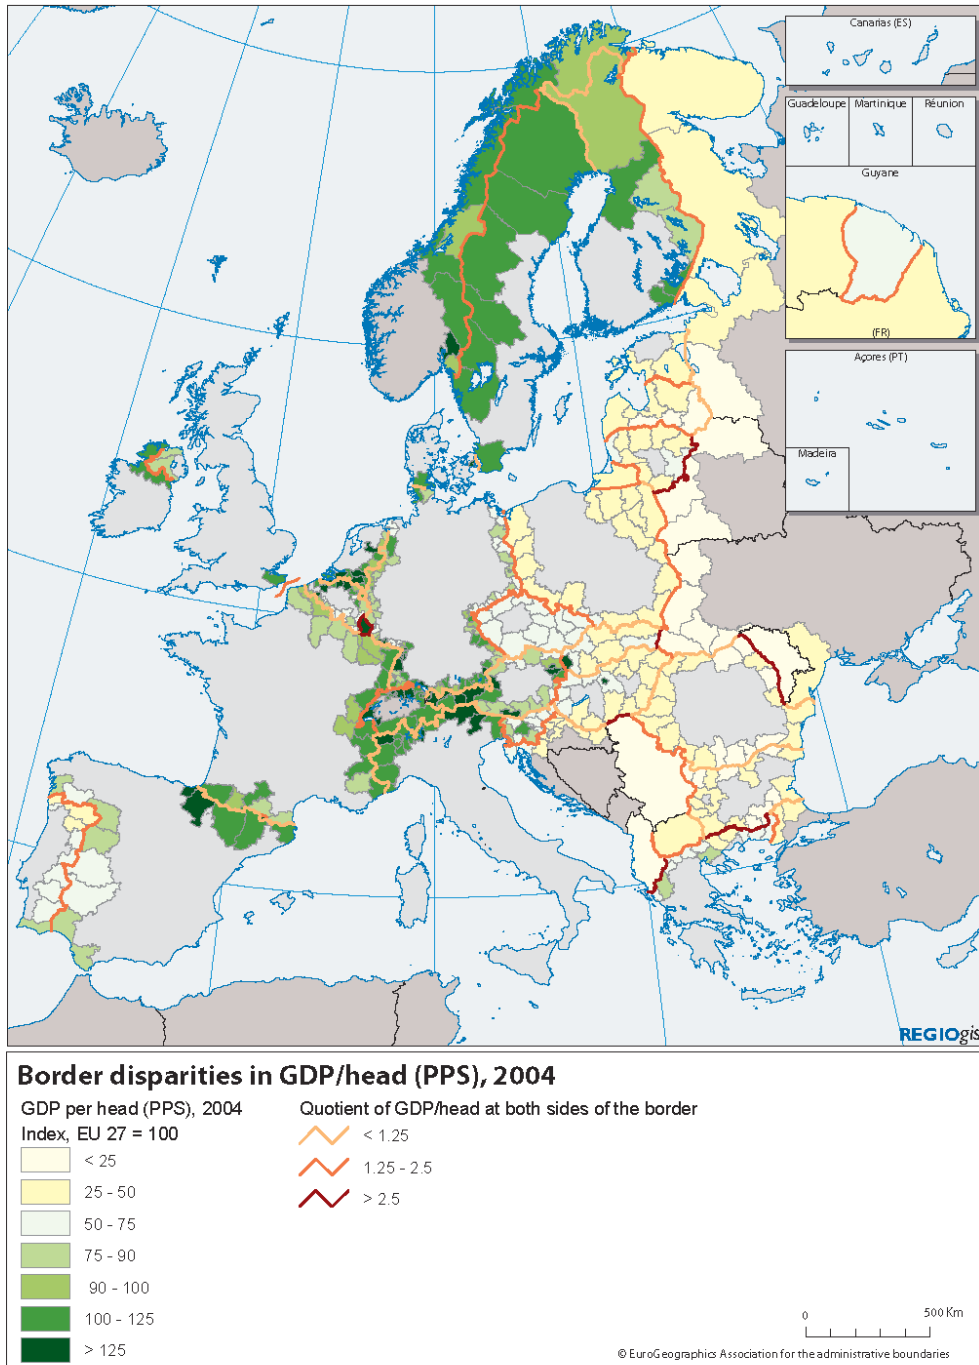 Canarias (ES)
Guadeloupe Martinique Réunion
Guyane
(FR)
Açores (PT)
Madeira
REGIOgis
Border disparities in GDP/head (PPS), 2004
GDP per head (PPS), 2004
Index, EU 27 = 100
< 25
25 - 50
50 - 75
75 - 90
90 - 100
100 - 125
> 125
Quotient of GDP/head at both sides of the border
< 1.25
1.25 - 2.5
> 2.5
0 500 Km
© EuroGeographics Association for the administrative boundaries